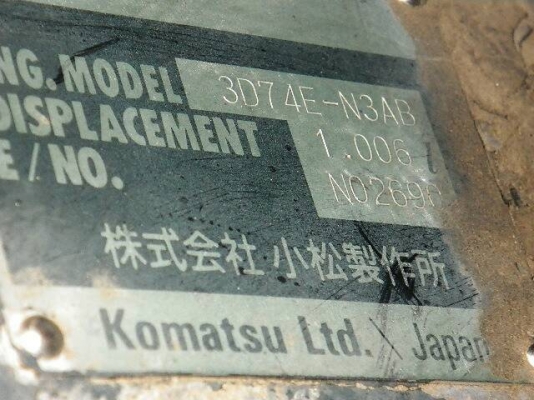 NG. MODEL 3D74E-N3AB
DISPLACEMENT 1.006 l
E / NO. N0269
株式会社 小松製作所
Komatsu Ltd. Japan